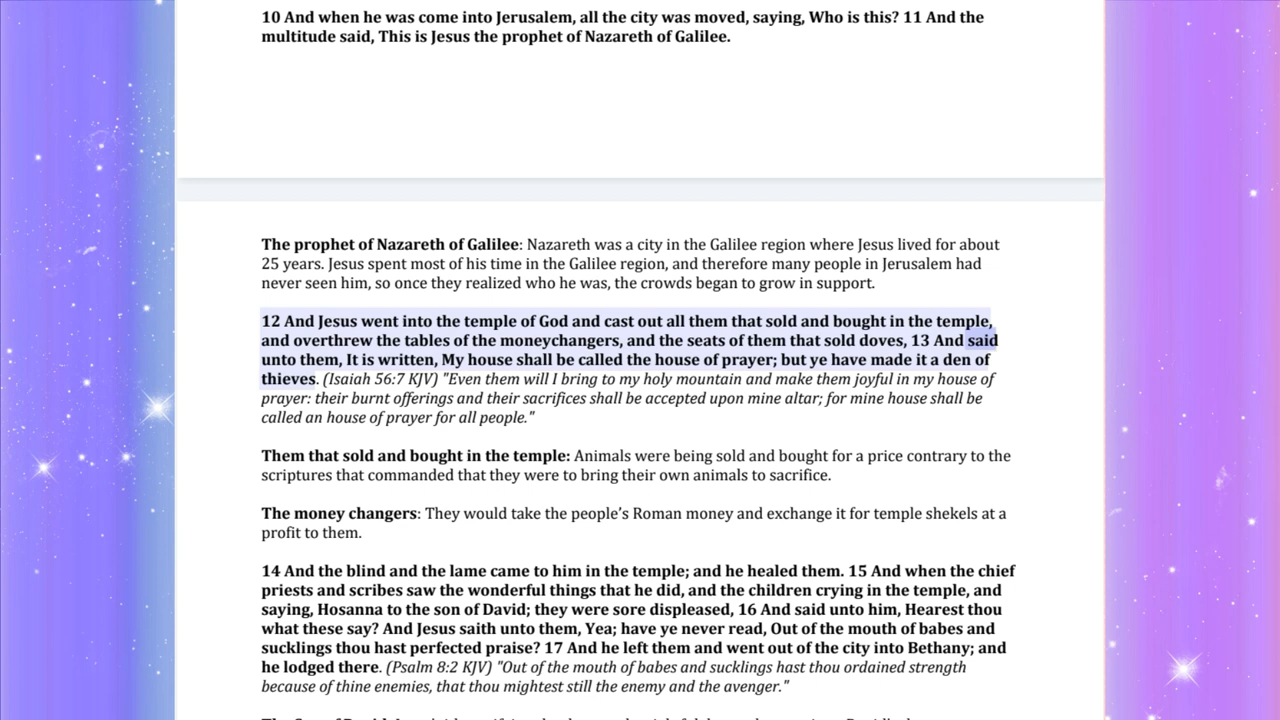 10 And when he was come into Jerusalem, all the city was moved, saying, Who is this? 11 And the
multitude said, This is Jesus the prophet of Nazareth of Galilee.
The prophet of Nazareth of Galilee: Nazareth was a city in the Galilee region where Jesus lived for about
25 years. Jesus spent most of his time in the Galilee region, and therefore many people in Jerusalem had
never seen him, so once they realized who he was, the crowds began to grow in support.
12 And Jesus went into the temple of God and cast out all them that sold and bought in the temple,
and overthrew the tables of the moneychangers, and the seats of them that sold doves, 13 And said
unto them, It is written, My house shall be called the house of prayer; but ye have made it a den of
thieves. (Isaiah 56:7 KJV) "Even them will I bring to my holy mountain and make them joyful in my house of
prayer: their burnt offerings and their sacrifices shall be accepted upon mine altar; for mine house shall be
called an house of prayer for all people."
Them that sold and bought in the temple: Animals were being sold and bought for a price contrary to the
scriptures that commanded that they were to bring their own animals to sacrifice.
The money changers: They would take the people’s Roman money and exchange it for temple shekels at a
profit to them.
14 And the blind and the lame came to him in the temple; and he healed them. 15 And when the chief
priests and scribes saw the wonderful things that he did, and the children crying in the temple, and
saying, Hosanna to the son of David; they were sore displeased, 16 And said unto him, Hearest thou
what these say? And Jesus saith unto them, Yea; have ye never read, Out of the mouth of babes and
sucklings thou hast perfected praise? 17 And he left them and went out of the city into Bethany; and
he lodged there. (Psalm 8:2 KJV) "Out of the mouth of babes and sucklings hast thou ordained strength
because of thine enemies, that thou mightest still the enemy and the avenger."